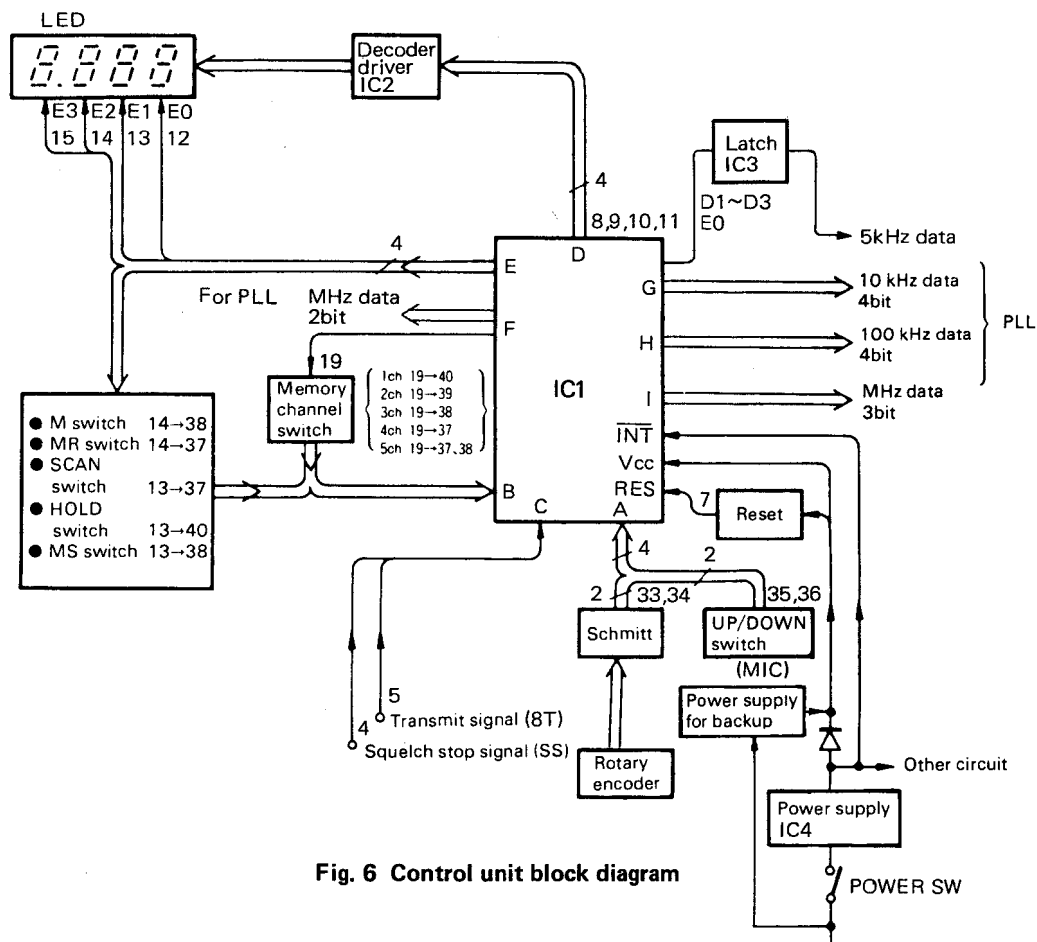 LED
8.888
Decoder
driver
IC2
E3 E2 E1 E0
15 14 13 12
Latch
IC3
4
8,9,10,11
D1~D3
E0
5kHz data
D
E
4
For PLL
MHz data
2bit
F
G
10 kHz data
4bit
H
100 kHz data
4bit
PLL
I
MHz data
3bit
IC1
19
Memory
channel
switch
1ch 19→40
2ch 19→39
3ch 19→38
4ch 19→37
5ch 19→37,38
INT
Vcc
RES
7
Reset
B
C
A
● M switch 14→38
● MR switch 14→37
● SCAN
switch 13→37
● HOLD
switch 13→40
● MS switch 13→38
4
2
2
33,34
35,36
Schmitt
UP/DOWN
switch
(MIC)
5
Transmit signal (8T)
4
Squelch stop signal (SS)
Rotary
encoder
Power supply
for backup
Other circuit
Power supply
IC4
POWER SW
Fig. 6 Control unit block diagram